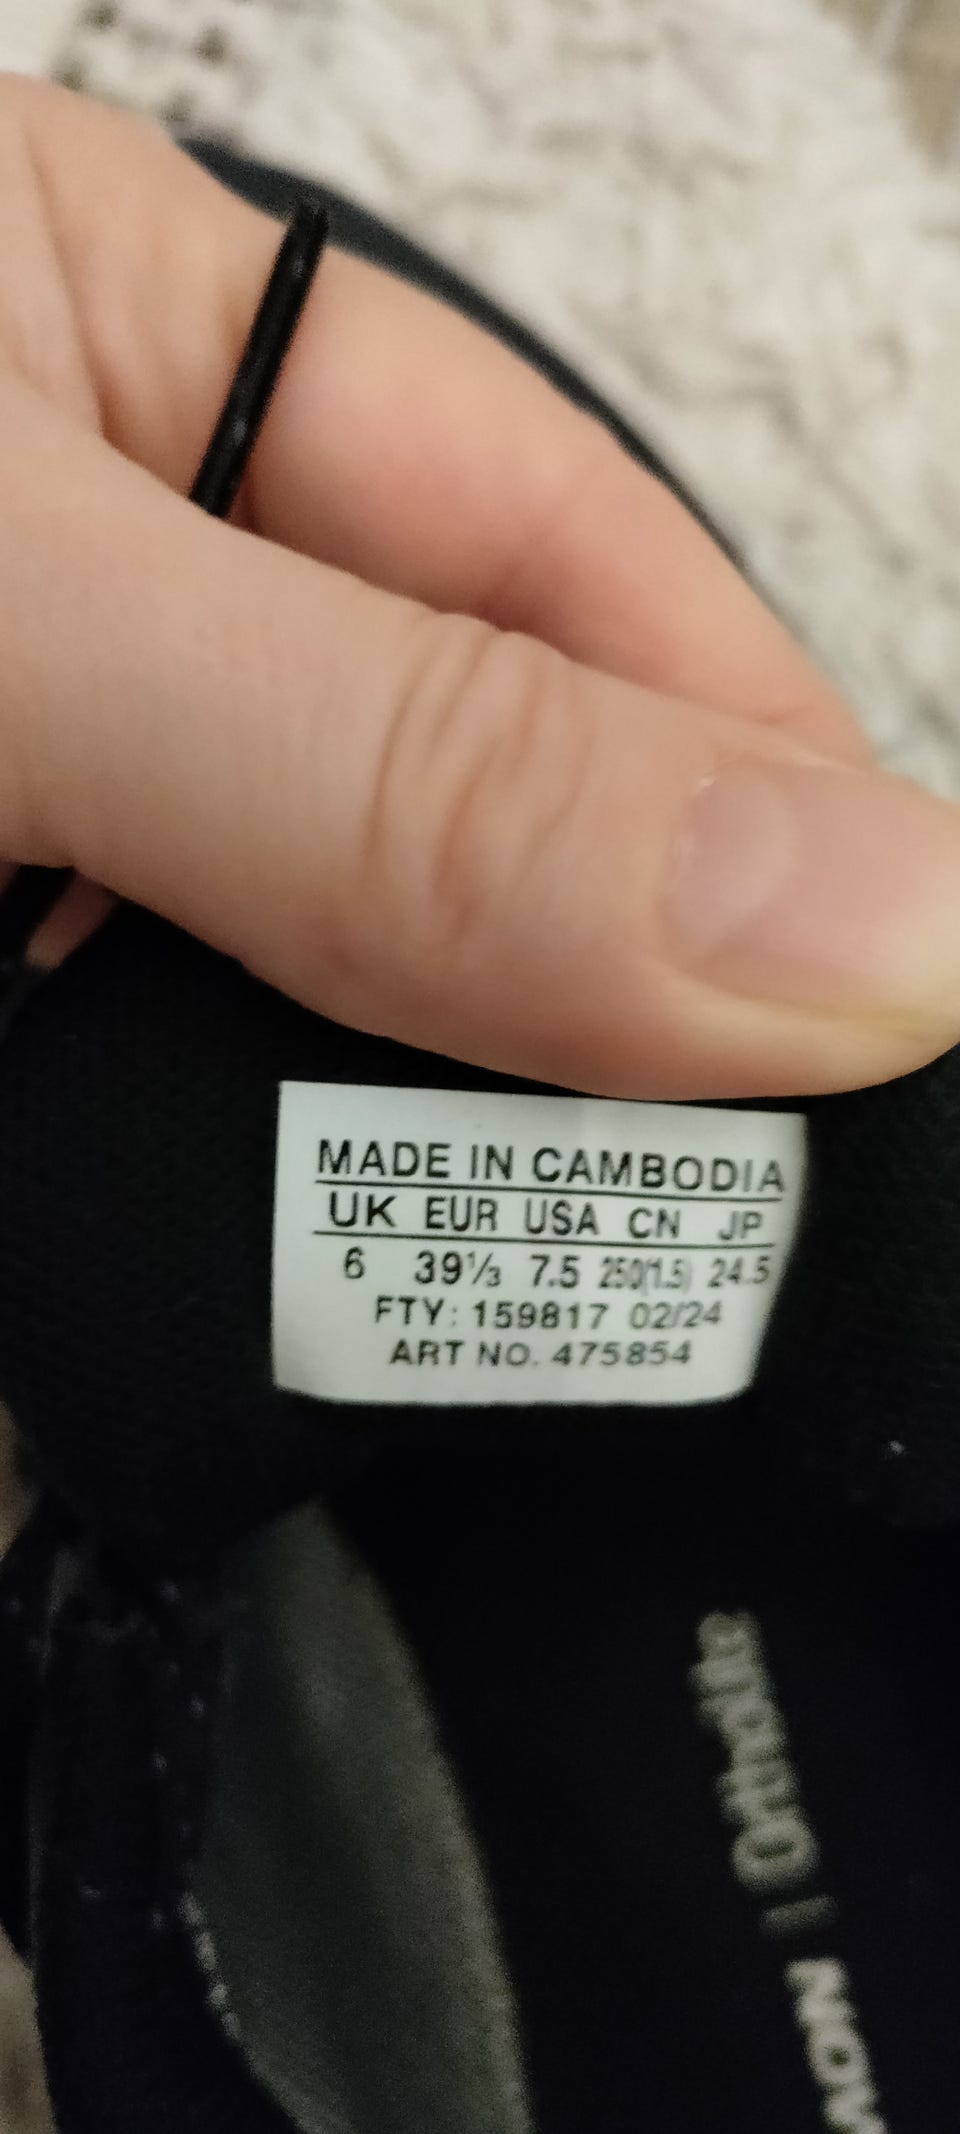 MADE IN CAMBODIA
UK EUR USA CN JP
6 39⅓ 7.5 250(1.5) 24.5
FTY: 159817 02/24
ART NO. 475854